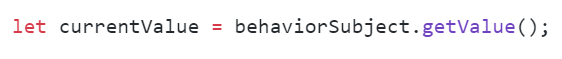 let currentValue = behaviorSubject.getValue();